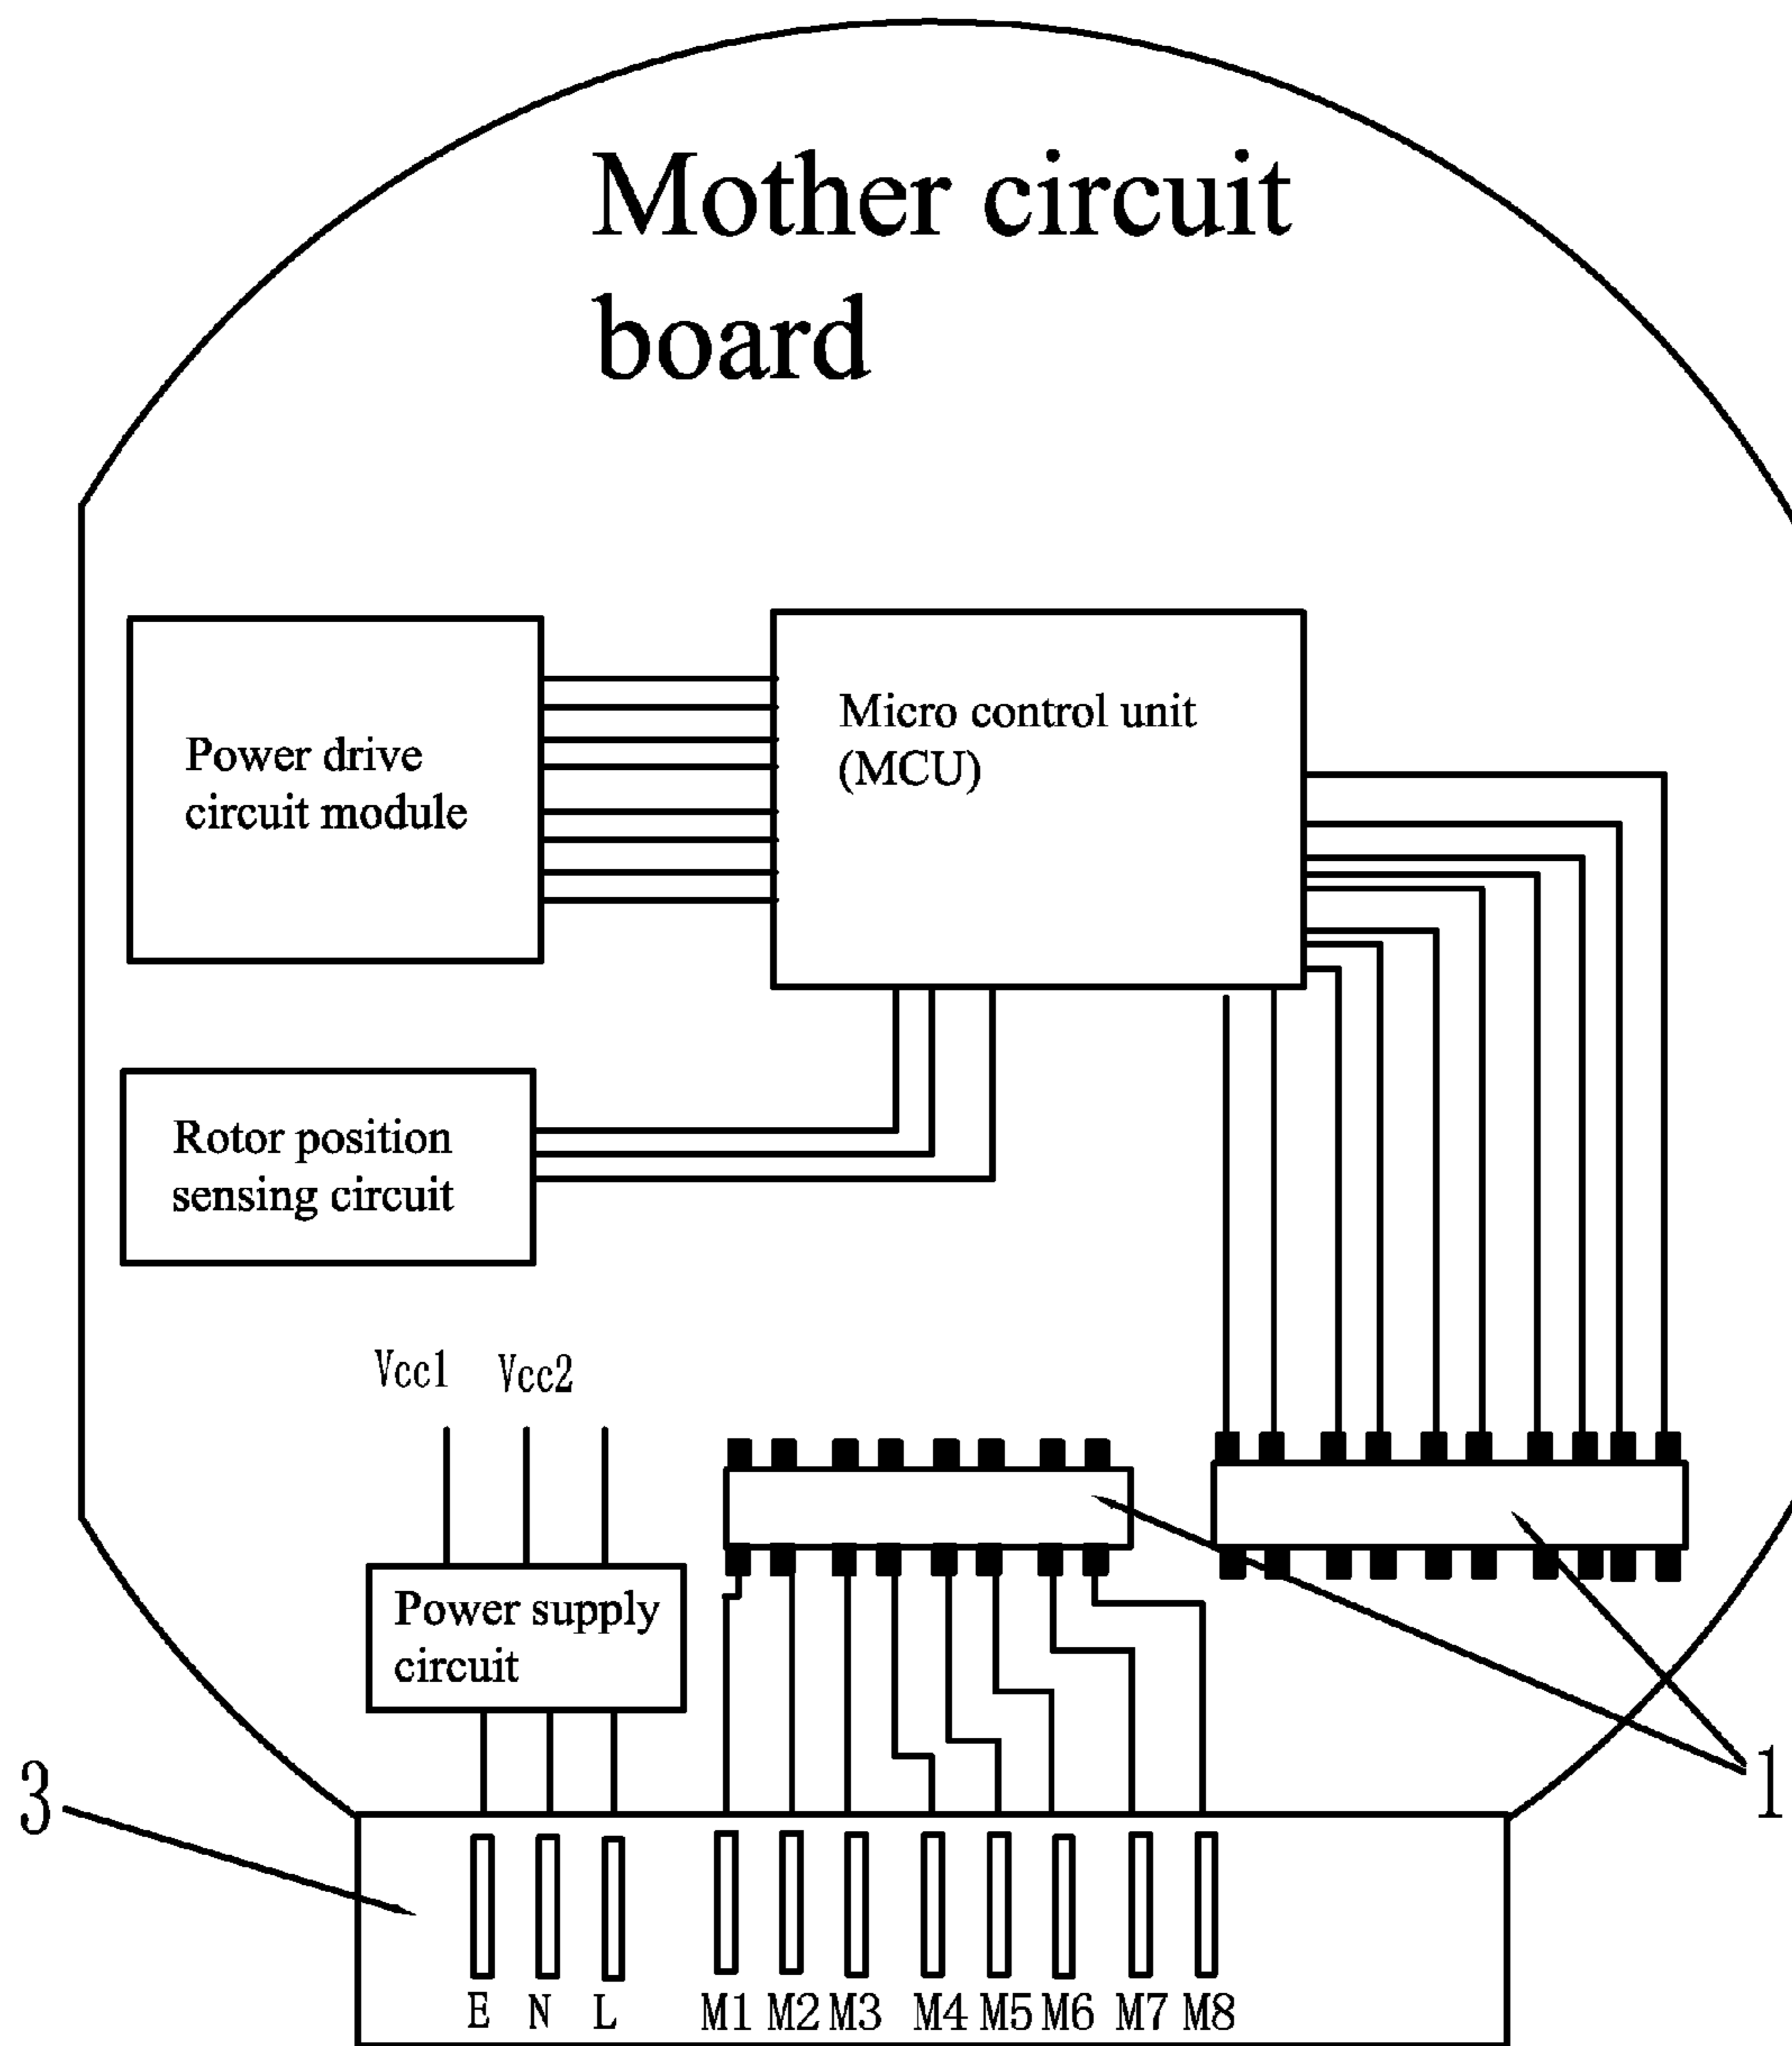 Mother circuit
board
Micro control unit
(MCU)
Power drive
circuit module
Rotor position
sensing circuit
Vcc1 Vcc2
Power supply
circuit
3
1
E N L M1 M2 M3 M4 M5 M6 M7 M8